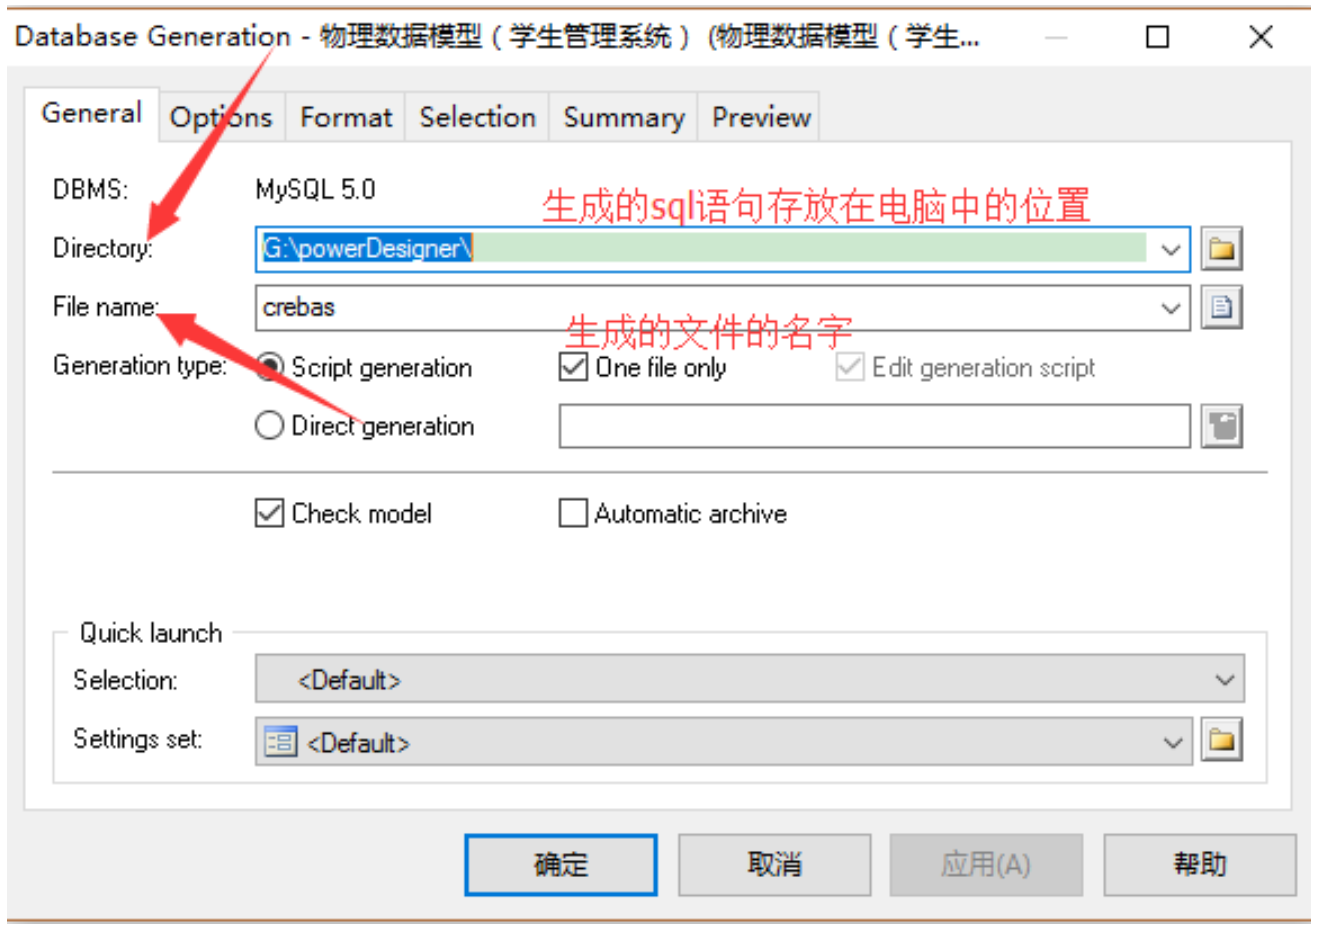 Database Generation - 物理数据模型（学生管理系统） (物理数据模型（学生...
General Options Format Selection Summary Preview
DBMS: MySQL 5.0
生成的sql语句存放在电脑中的位置
Directory: G:\powerDesigner\
File name: crebas
生成的文件的名字
Generation type: Script generation One file only Edit generation script
Direct generation
Check model Automatic archive
Quick launch
Selection: <Default>
Settings set: <Default>
确定 取消 应用(A) 帮助